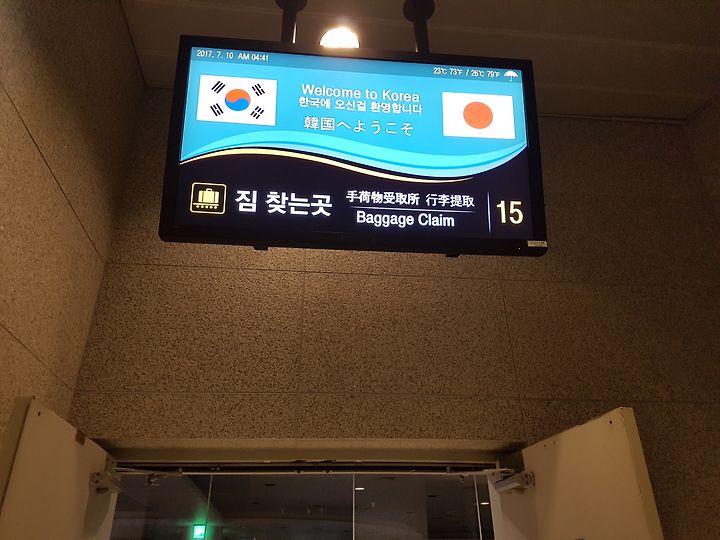 2017. 7. 10 AM 04:41
23℃ 73℉ / 26℃ 79℉
Welcome to Korea
한국에 오신걸 환영합니다
韓国へようこそ
짐 찾는곳
手荷物受取所 行李提取
Baggage Claim
15